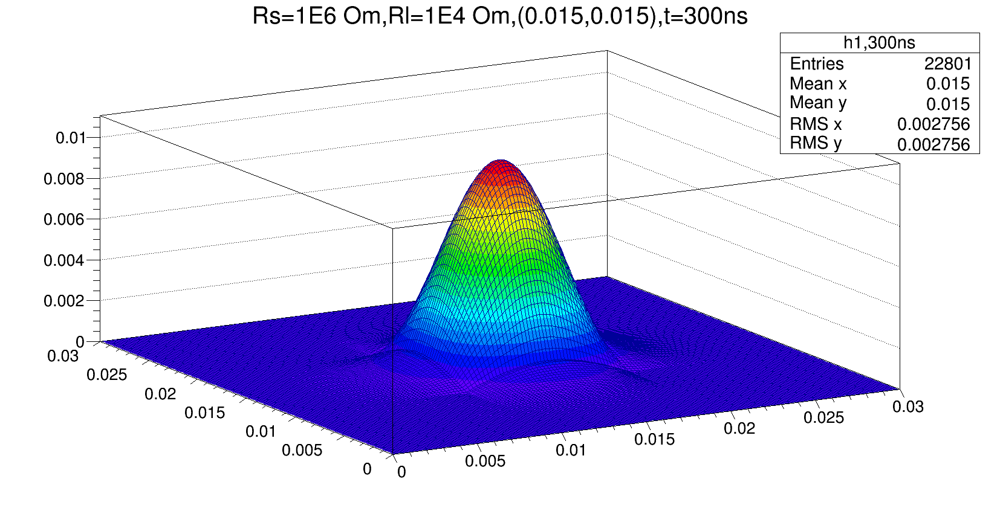 Rs=1E6 Om,Rl=1E4 Om,(0.015,0.015),t=300ns
h1,300ns
Entries 22801
Mean x 0.015
Mean y 0.015
RMS x 0.002756
RMS y 0.002756
0.01
0.008
0.006
0.004
0.002
0
0.03
0.025
0.02
0.015
0.01
0.005
0
0
0.005
0.01
0.015
0.02
0.025
0.03